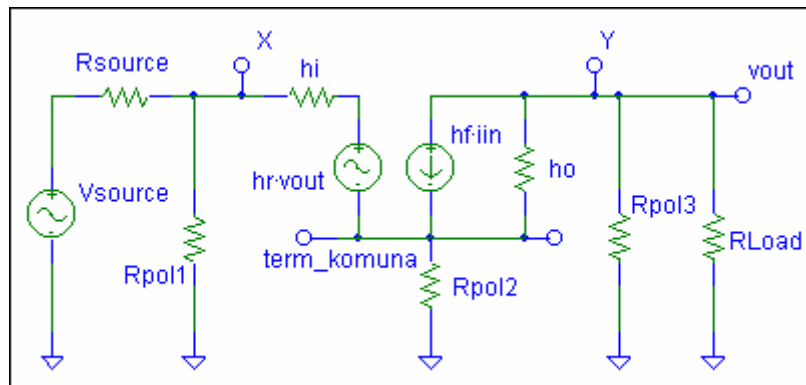 X
Y
Rsource
hi
vout
hf·iin
hr·vout
ho
Vsource
Rpol3
RLoad
Rpol1
term_komuna
Rpol2